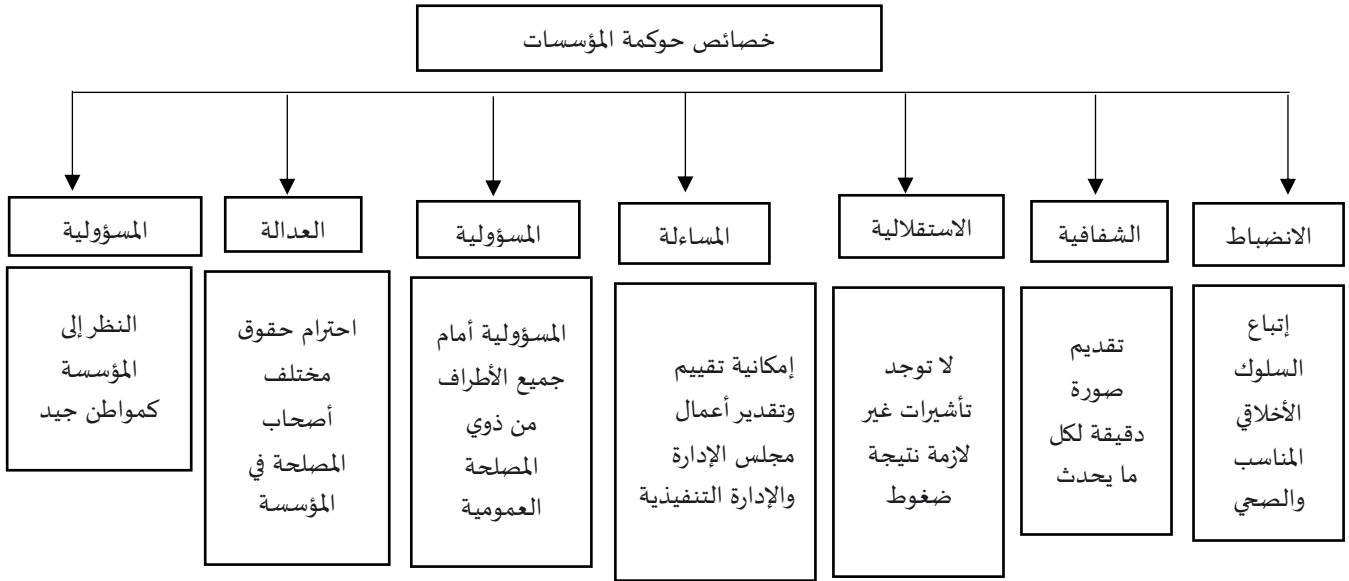 خصائص حوكمة المؤسسات
الانضباط
إتباع
السلوك
الأخلاقي
المناسب
والصحي
الشفافية
تقديم
صورة
دقيقة لكل
ما يحدث
الاستقلالية
لا توجد
تأشيرات غير
لازمة نتيجة
ضغوط
المساءلة
إمكانية تقييم
وتقدير أعمال
مجلس الإدارة
والإدارة التنفيذية
المسؤولية
المسؤولية أمام
جميع الأطراف
من ذوي
المصلحة
العمومية
العدالة
احترام حقوق
مختلف
أصحاب
المصلحة في
المؤسسة
المسؤولية
النظر إلى
المؤسسة
كمواطن جيد